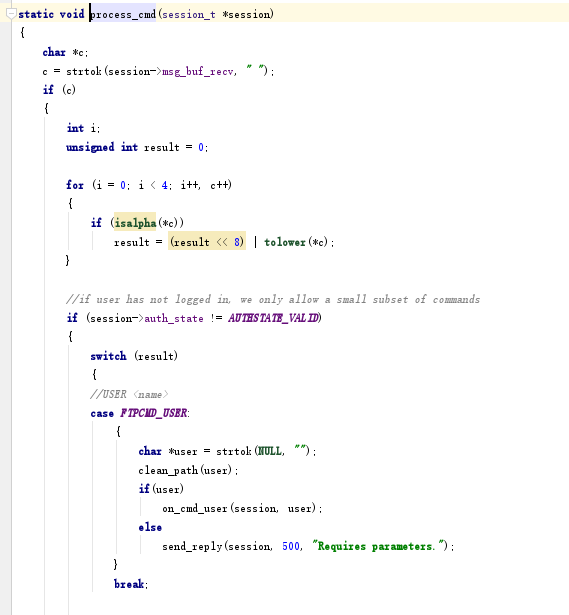 static void process_cmd(session_t *session)
{
char *c;
c = strtok(session->msg_buf_recv, " ");
if (c)
{
int i;
unsigned int result = 0;
for (i = 0; i < 4; i++, c++)
{
if (isalpha(*c))
result = (result << 8) | tolower(*c);
}
//if user has not logged in, we only allow a small subset of commands
if (session->auth_state != AUTHSTATE_VALID)
{
switch (result)
{
//USER <name>
case FTPCMD_USER:
{
char *user = strtok(NULL, "");
clean_path(user);
if(user)
on_cmd_user(session, user);
else
send_reply(session, 500, "Requires parameters.");
}
break;